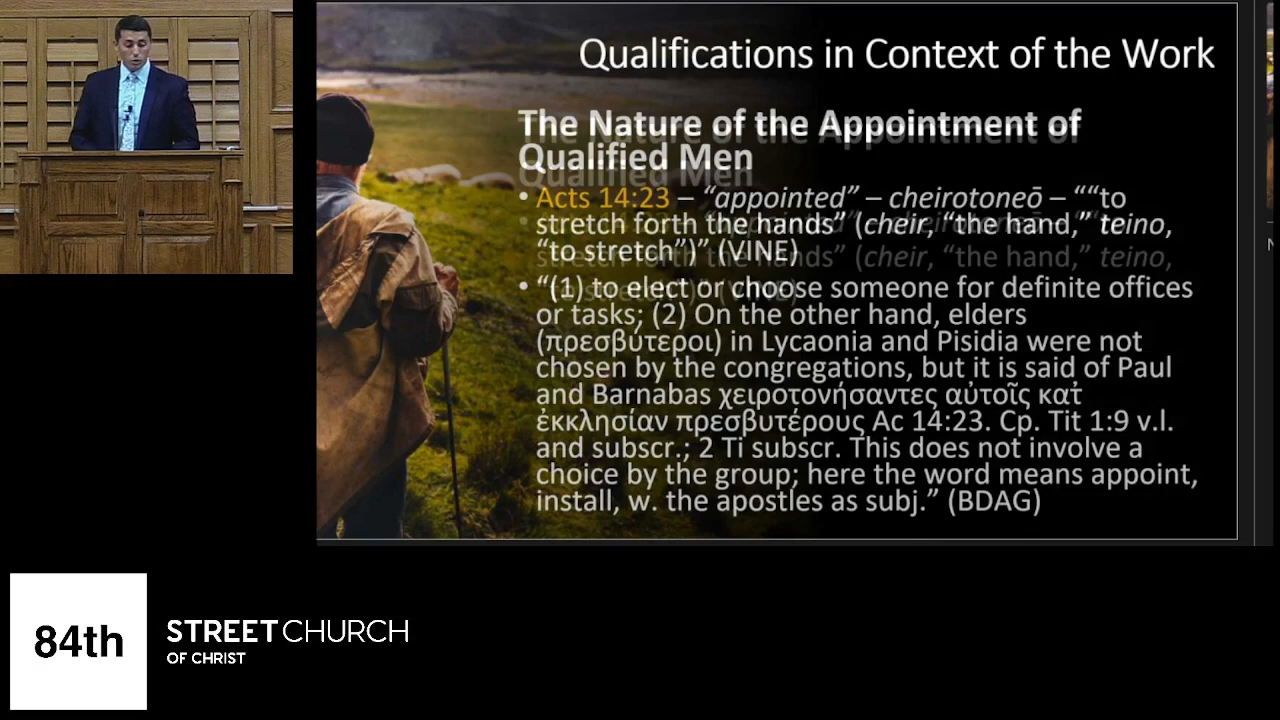 Qualifications in Context of the Work
The Nature of the Appointment of
Qualified Men
• Acts 14:23 – “appointed” – cheirotoneō – ““to
stretch forth the hands” (cheir, “the hand,” teino,
“to stretch”)” (VINE)
• “(1) to elect or choose someone for definite offices
or tasks; (2) On the other hand, elders
(πρεσβύτεροι) in Lycaonia and Pisidia were not
chosen by the congregations, but it is said of Paul
and Barnabas χειροτονήσαντες αὐτοῖς κατ̓
ἐκκλησίαν πρεσβυτέρους Ac 14:23. Cp. Tit 1:9 v.l.
and subscr.; 2 Ti subscr. This does not involve a
choice by the group; here the word means appoint,
install, w. the apostles as subj.” (BDAG)
84th
STREET CHURCH
OF CHRIST